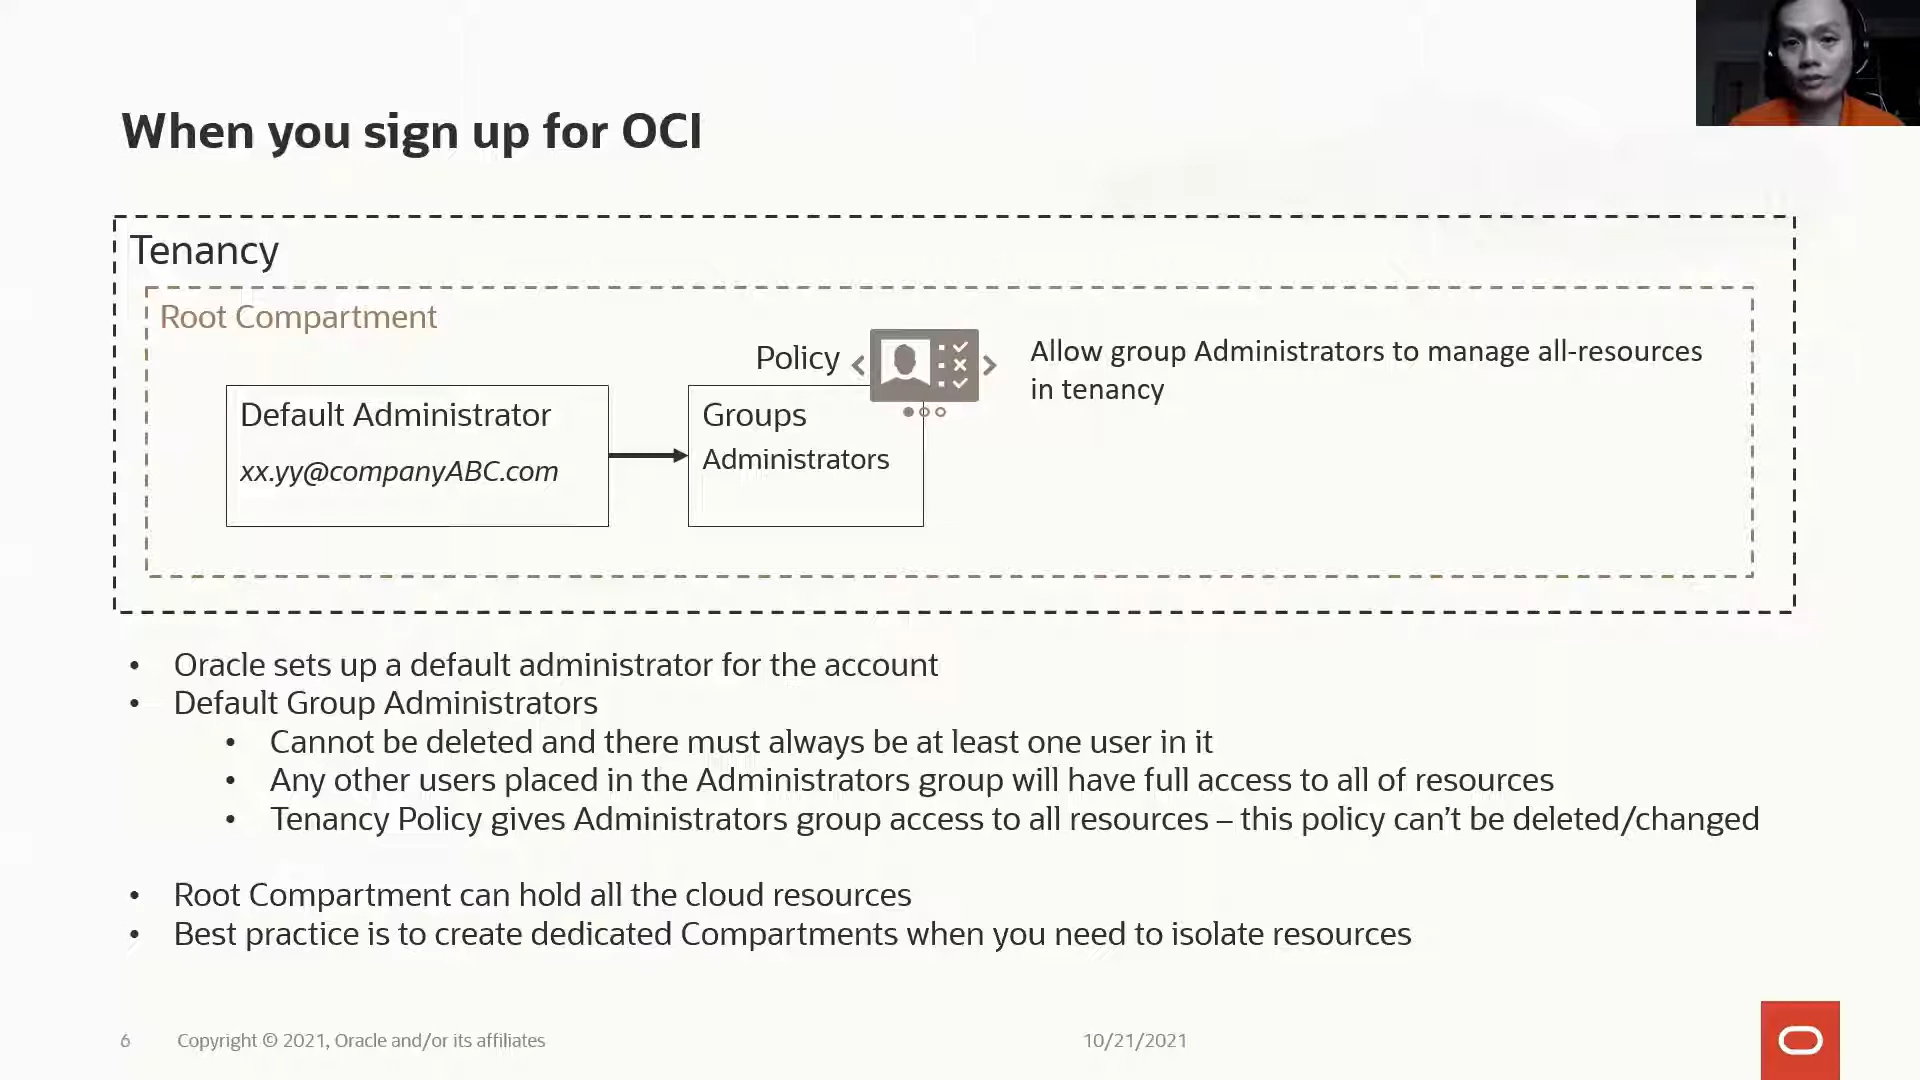 When you sign up for OCI
Tenancy
Root Compartment
Policy
Allow group Administrators to manage all-resources
in tenancy
Default Administrator
xx.yy@companyABC.com
Groups
Administrators
• Oracle sets up a default administrator for the account
• Default Group Administrators
• Cannot be deleted and there must always be at least one user in it
• Any other users placed in the Administrators group will have full access to all of resources
• Tenancy Policy gives Administrators group access to all resources – this policy can’t be deleted/changed
• Root Compartment can hold all the cloud resources
• Best practice is to create dedicated Compartments when you need to isolate resources
6 Copyright © 2021, Oracle and/or its affiliates 10/21/2021